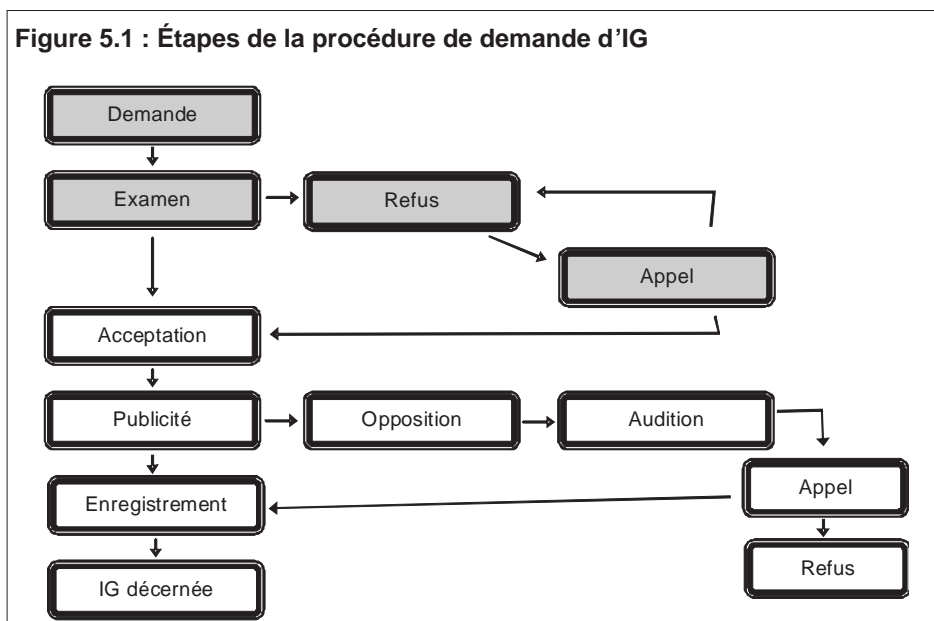 Figure 5.1 : Étapes de la procédure de demande d’IG
Demande
Examen
Refus
Appel
Acceptation
Publicité
Opposition
Audition
Enregistrement
Appel
IG décernée
Refus